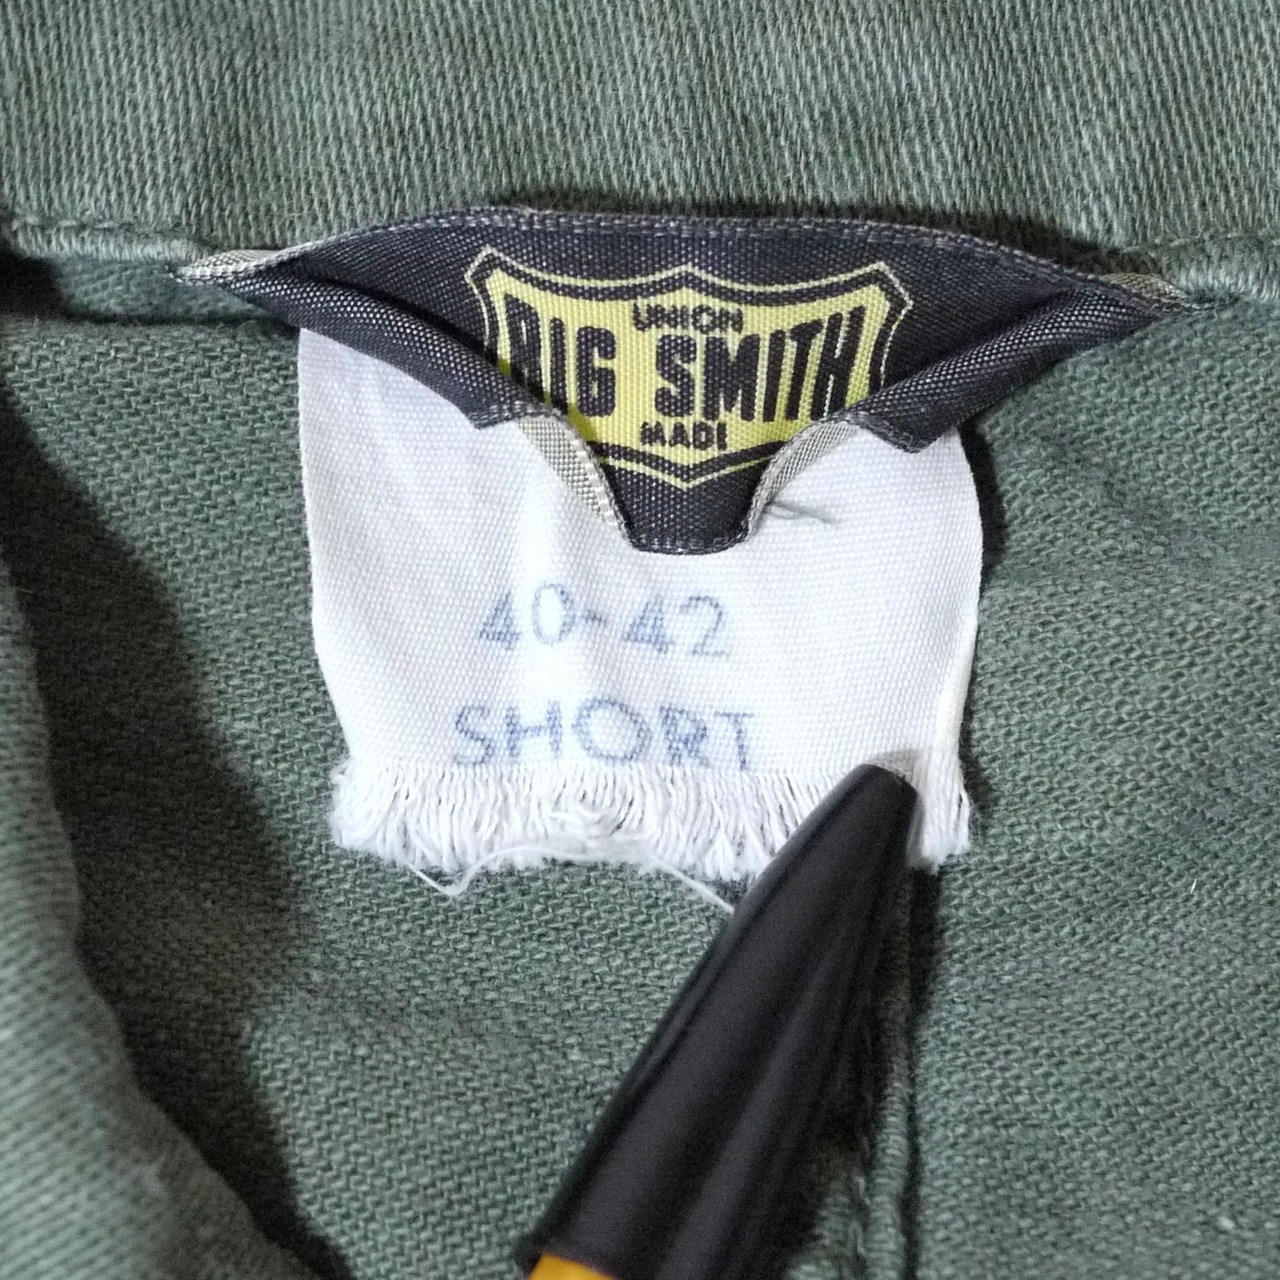 UNION
BIG SMITH
MADE
40-42
SHORT